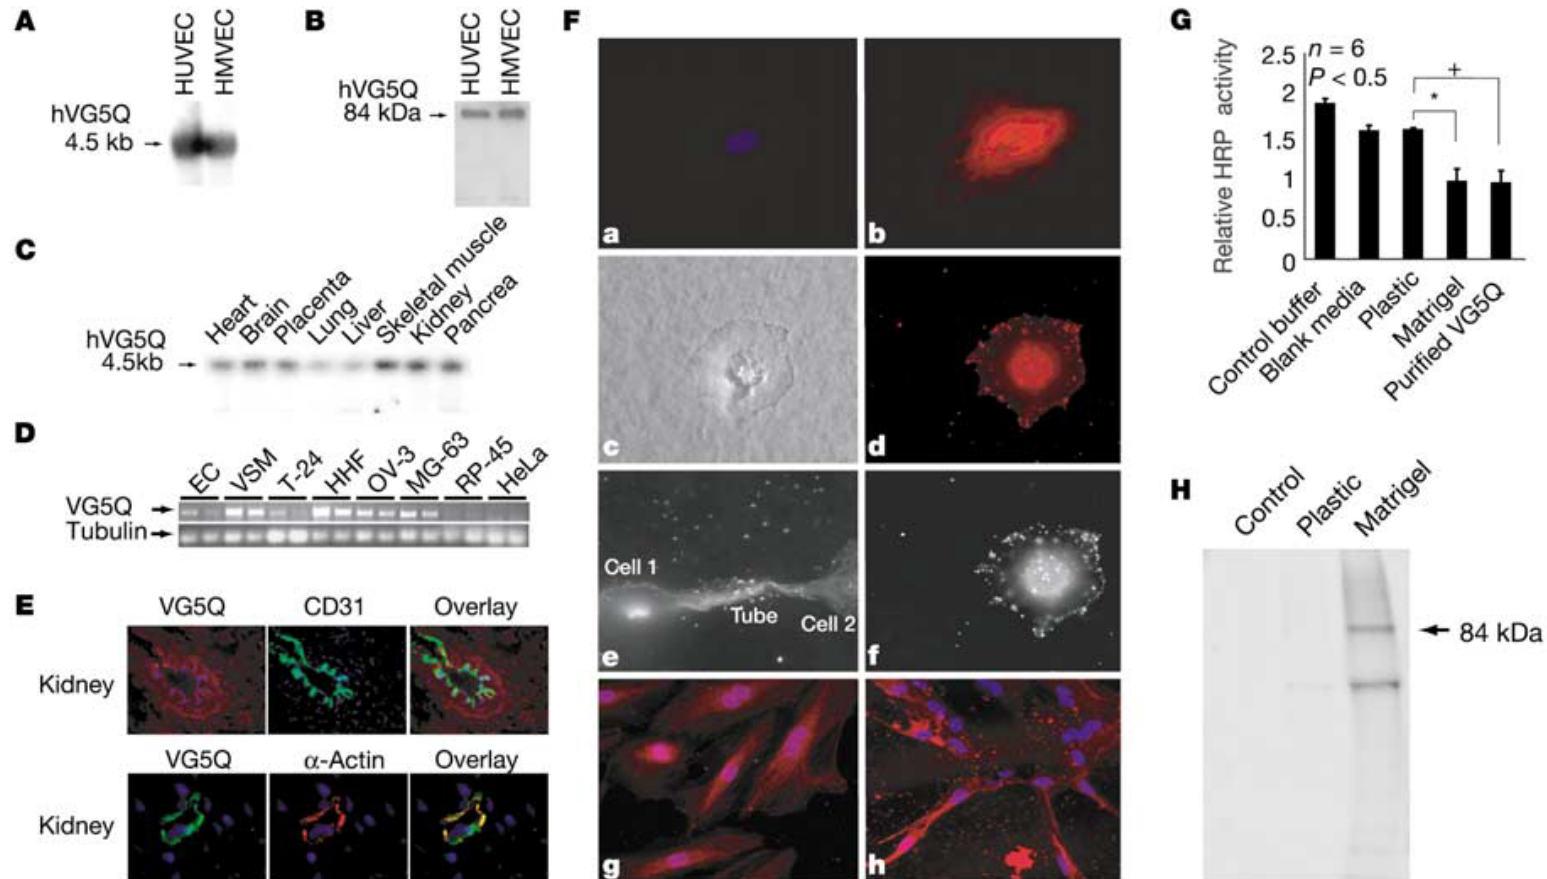 A
HUVEC
HMVEC
hVG5Q
4.5 kb
B
HUVEC
HMVEC
hVG5Q
84 kDa
C
Heart
Brain
Placenta
Lung
Liver
Skeletal muscle
Kidney
Pancrea
hVG5Q
4.5kb
D
EC
VSM
T-24
HHF
OV-3
MG-63
RP-45
HeLa
VG5Q
Tubulin
E
VG5Q CD31 Overlay
Kidney
VG5Q α-Actin Overlay
Kidney
F
a
b
c
d
Cell 1
Tube
Cell 2
e
f
g
h
G
Relative HRP activity
2.5
2
1.5
1
0.5
0
n = 6
P < 0.5
+
*
Control buffer
Blank media
Plastic
Matrigel
Purified VG5Q
H
Control
Plastic
Matrigel
84 kDa